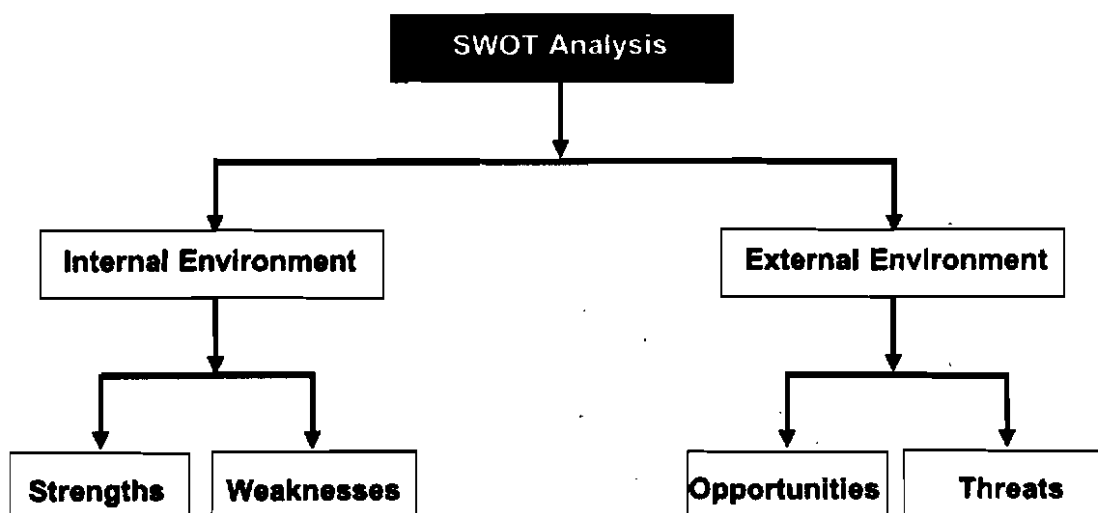 SWOT Analysis
Internal Environment
External Environment
Strengths
Weaknesses
Opportunities
Threats